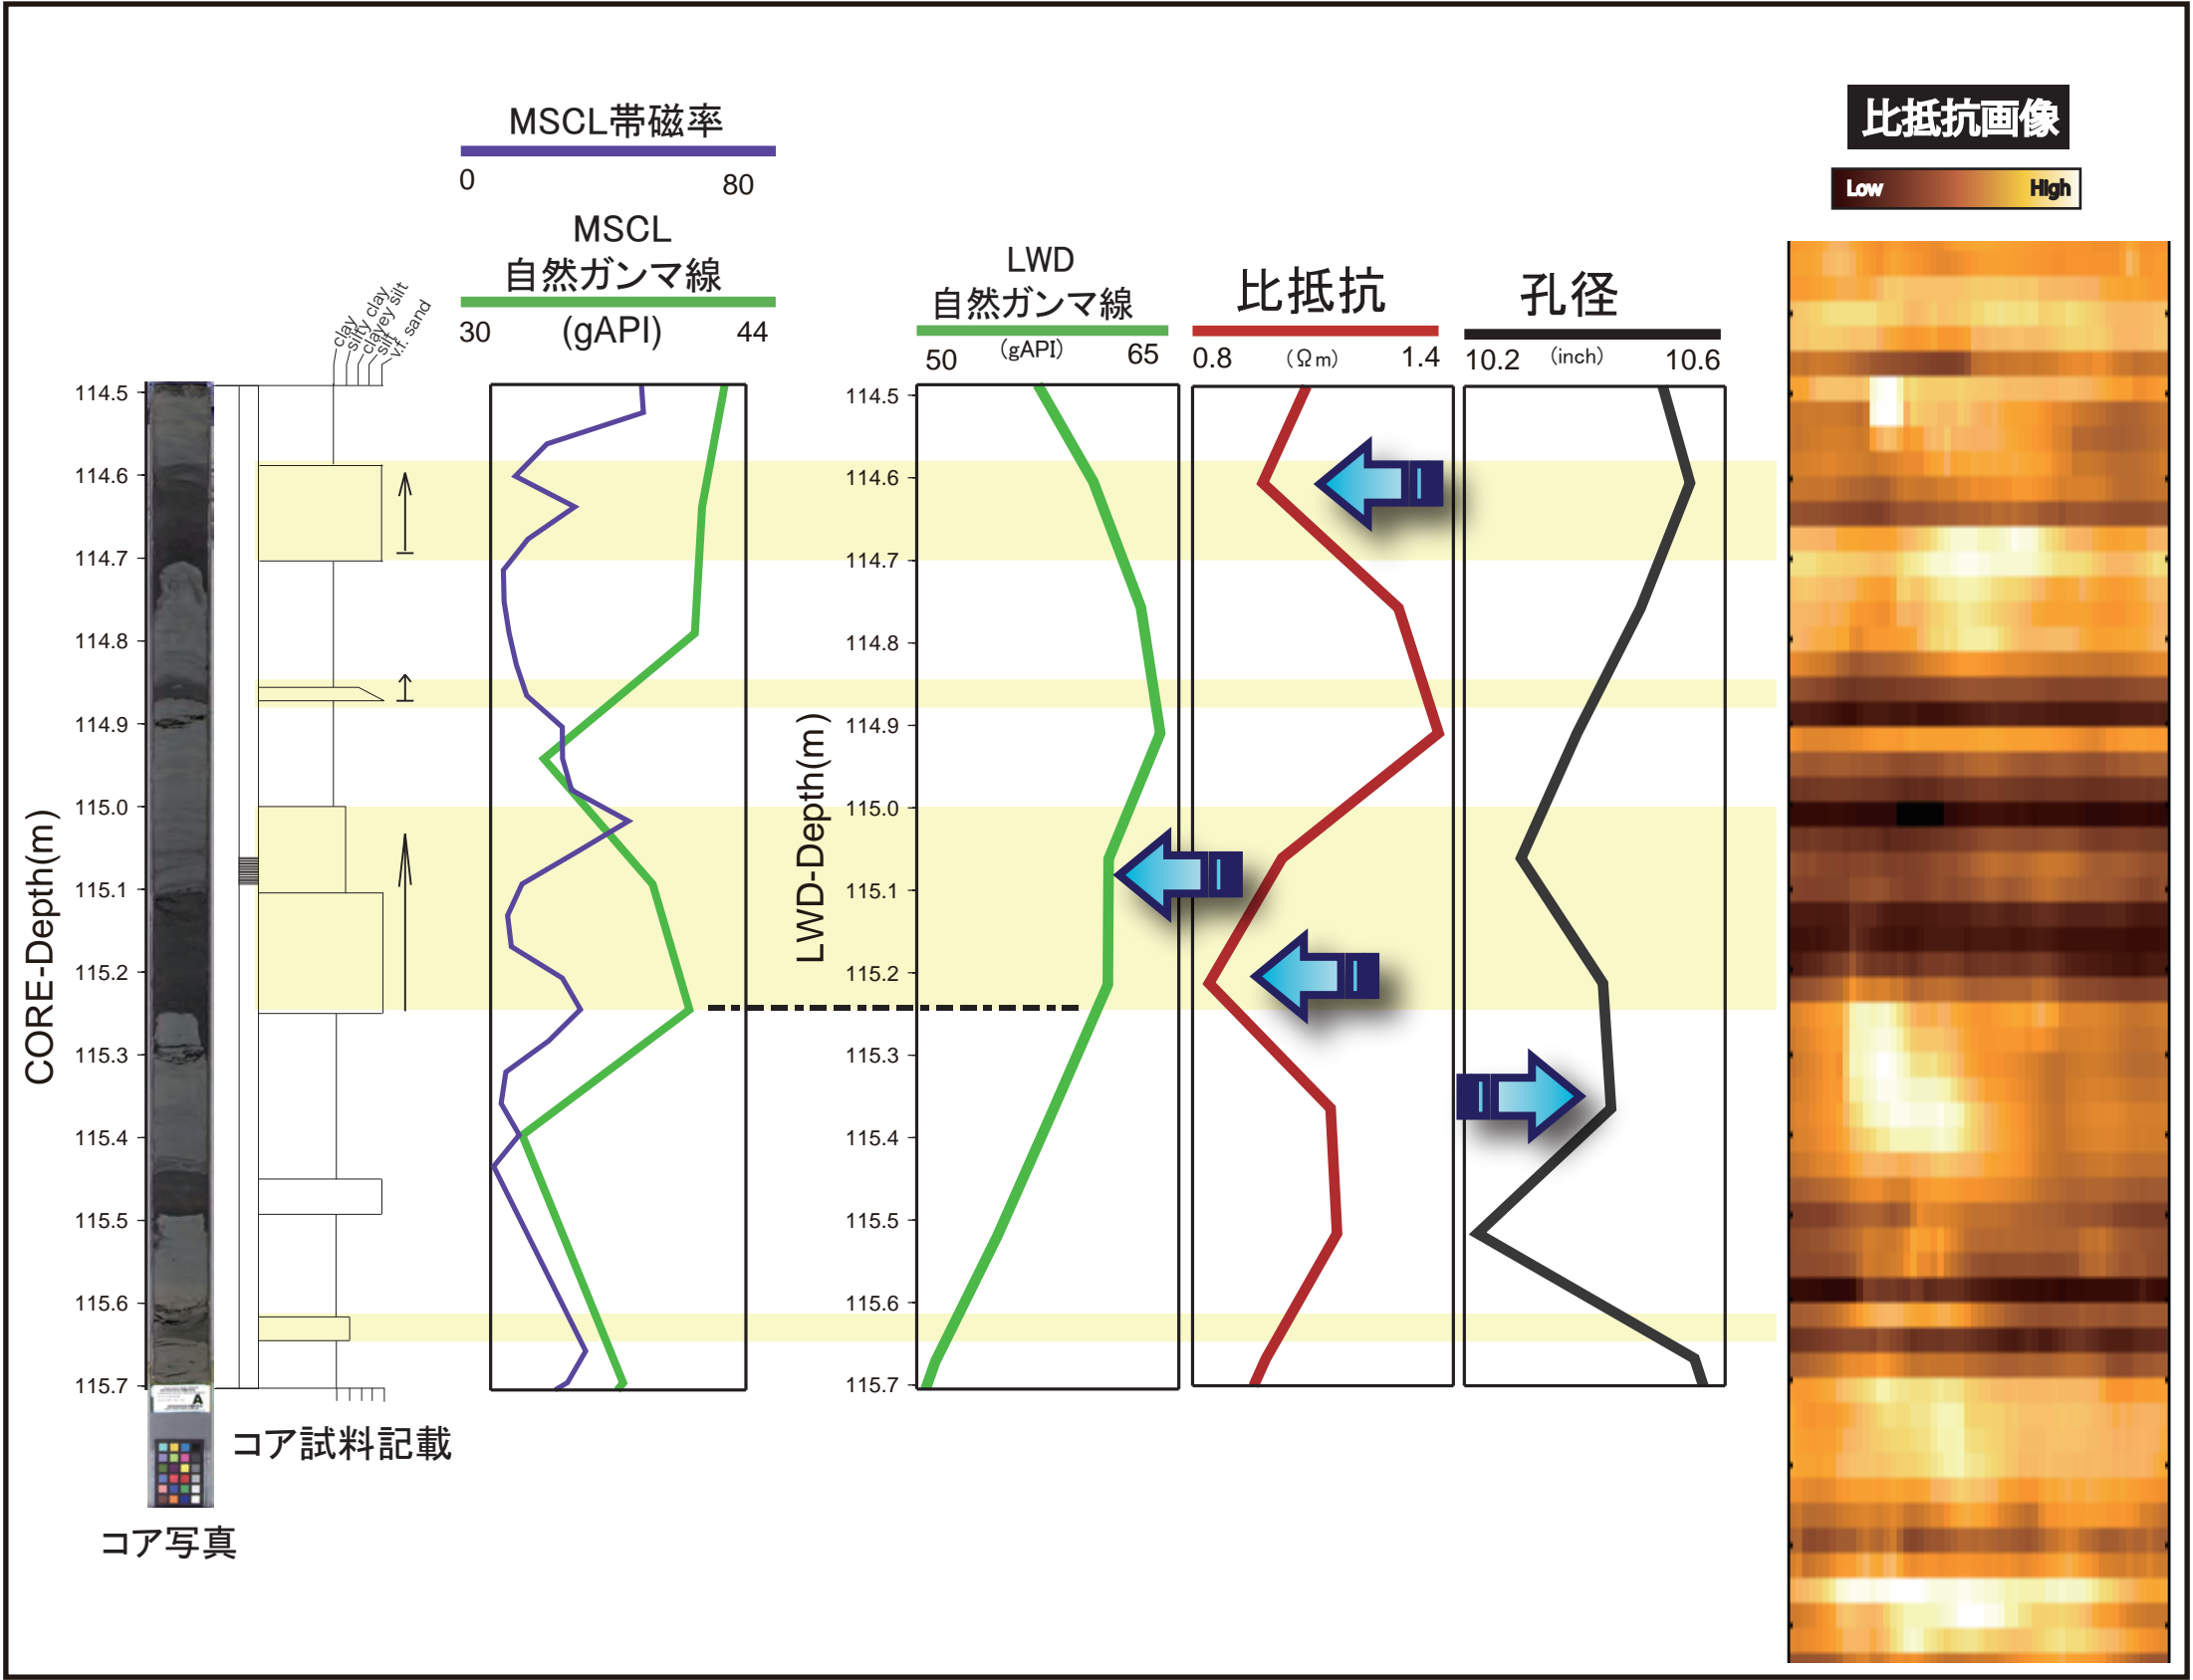 MSCL帯磁率
0 80
MSCL
自然ガンマ線
30 (gAPI) 44
LWD
自然ガンマ線
50 (gAPI) 65
比抵抗
0.8 (Ωm) 1.4
孔径
10.2 (inch) 10.6
比抵抗画像
Low High
clay
silty clay
clayey silt
silt
v.f. sand
CORE-Depth(m)
114.5
114.6
114.7
114.8
114.9
115.0
115.1
115.2
115.3
115.4
115.5
115.6
115.7
LWD-Depth(m)
114.5
114.6
114.7
114.8
114.9
115.0
115.1
115.2
115.3
115.4
115.5
115.6
115.7
A
コア試料記載
コア写真